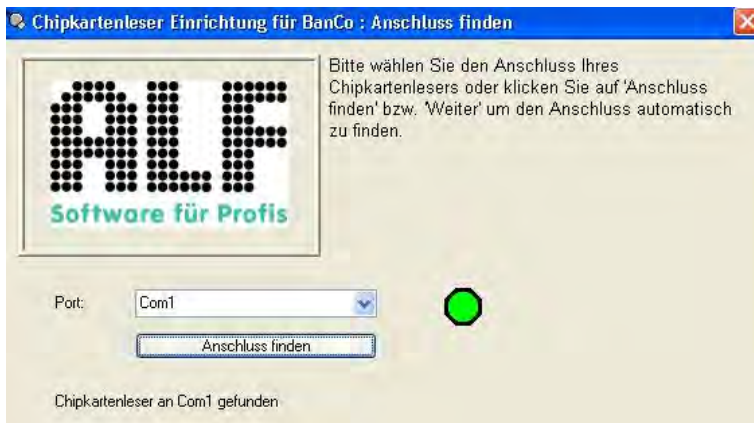 Chipkartenleser Einrichtung für BanCo : Anschluss finden
ALF
Software für Profis
Bitte wählen Sie den Anschluss Ihres
Chipkartenlesers oder klicken Sie auf 'Anschluss
finden' bzw. 'Weiter' um den Anschluss automatisch
zu finden.
Port:
Com1
Anschluss finden
Chipkartenleser an Com1 gefunden